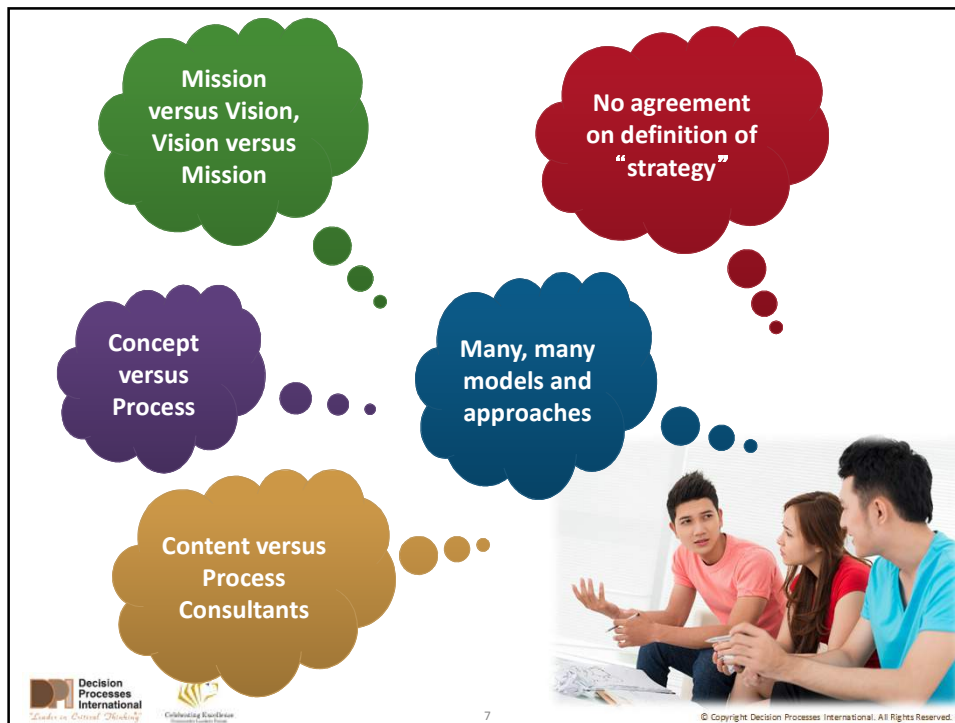 Mission
versus Vision,
Vision versus
Mission
No agreement
on definition of
“strategy”
Concept
versus
Process
Many, many
models and
approaches
Content versus
Process
Consultants
Decision
Processes
International
"Leader in Critical Thinking"
Celebrating Excellence
7
© Copyright Decision Processes International. All Rights Reserved.